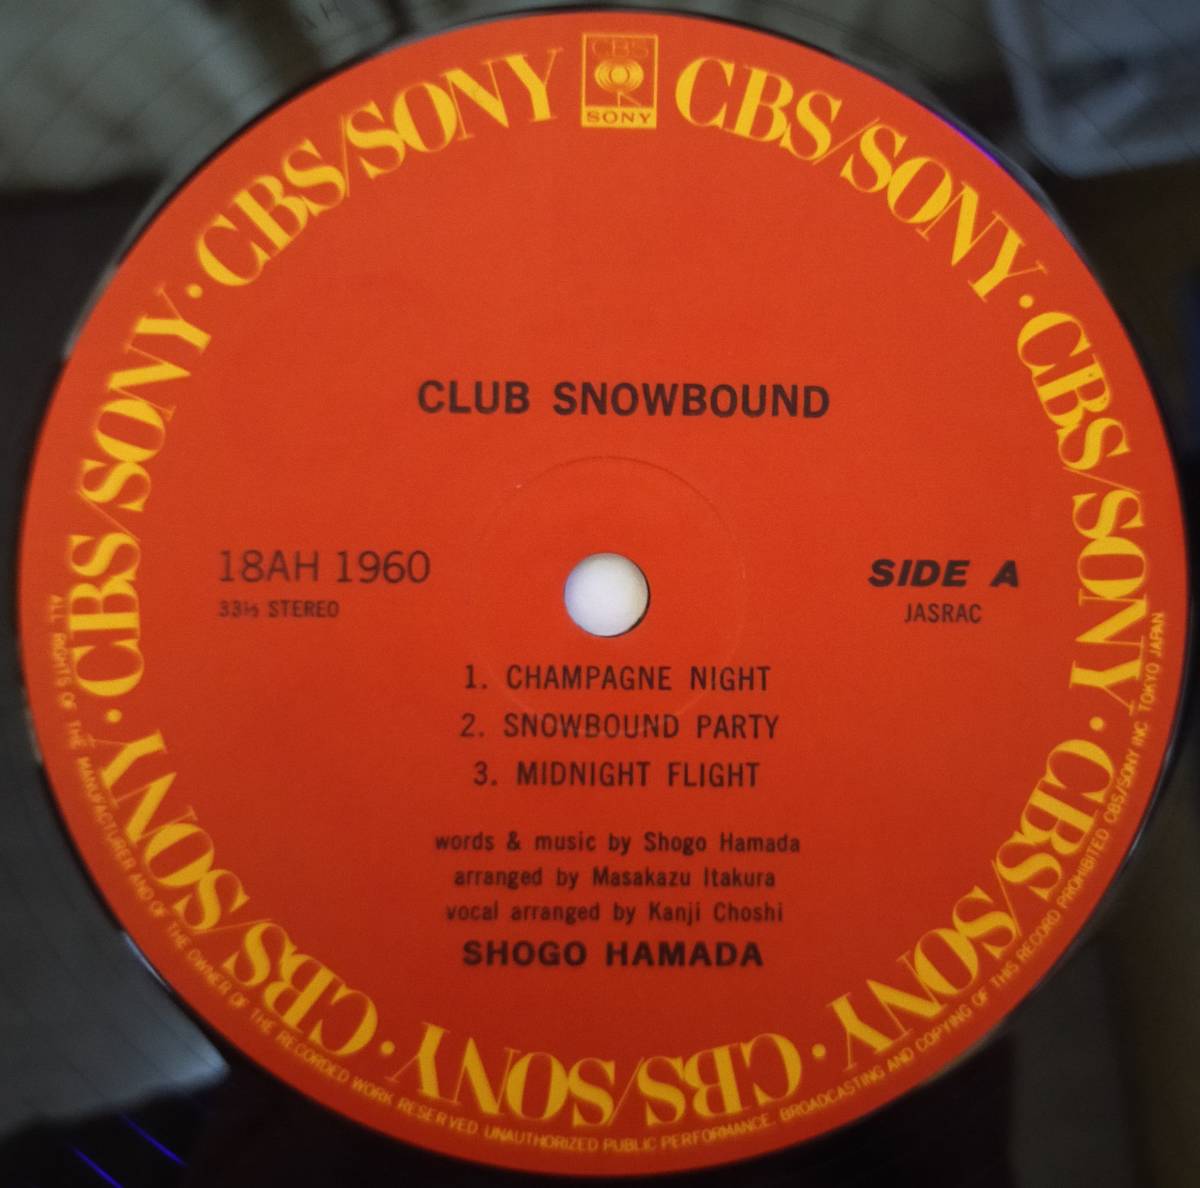 CBS
SONY
CBS/SONY · CBS/SONY · CBS/SONY · CBS/SONY · CBS/SONY · CBS/SONY · CBS/SONY · CBS/SONY
CLUB SNOWBOUND
18AH 1960
33⅓ STEREO
SIDE A
JASRAC
1. CHAMPAGNE NIGHT
2. SNOWBOUND PARTY
3. MIDNIGHT FLIGHT
words & music by Shogo Hamada
arranged by Masakazu Itakura
vocal arranged by Kanji Choshi
SHOGO HAMADA
ALL RIGHTS OF THE MANUFACTURER AND OF THE OWNER OF THE RECORDED WORK RESERVED UNAUTHORIZED PUBLIC PERFORMANCE. BROADCASTING AND COPYING OF THIS RECORD PROHIBITED CBS/SONY INC. TOKYO JAPAN